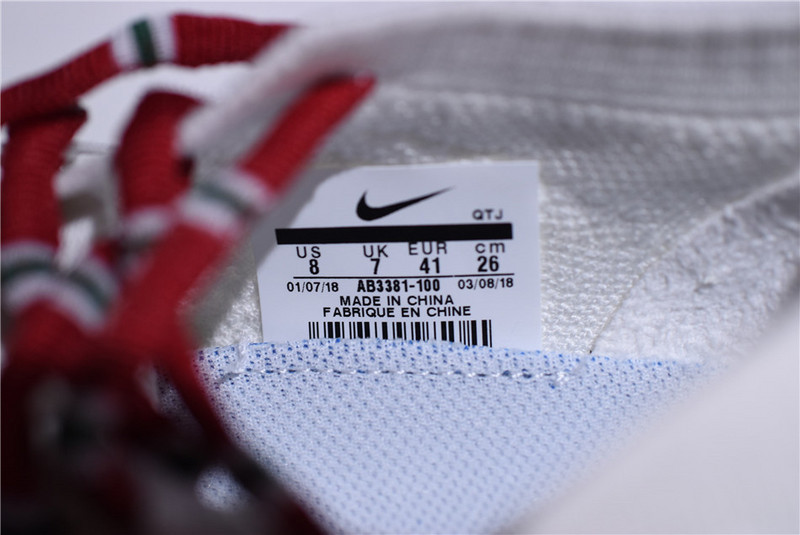 QTJ
US UK EUR cm
8 7 41 26
01/07/18 AB3381-100 03/08/18
MADE IN CHINA
FABRIQUE EN CHINE